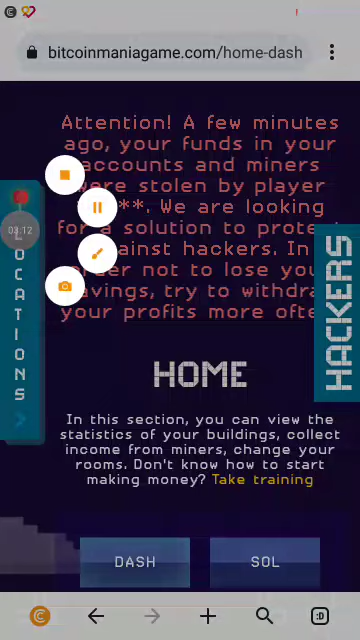 bitcoinmaniagame.com/home-dash
Attention! A few minutes
ago, your funds in your
accounts and miners
were stolen by player
**. We are looking
for a solution to protect
against hackers. In
order not to lose your
savings, try to withdraw
your profits more often
03:12
LOCATIONS
HACKERS
HOME
In this section, you can view the
statistics of your buildings, collect
income from miners, change your
rooms. Don't know how to start
making money? Take training
DASH
SOL
:D